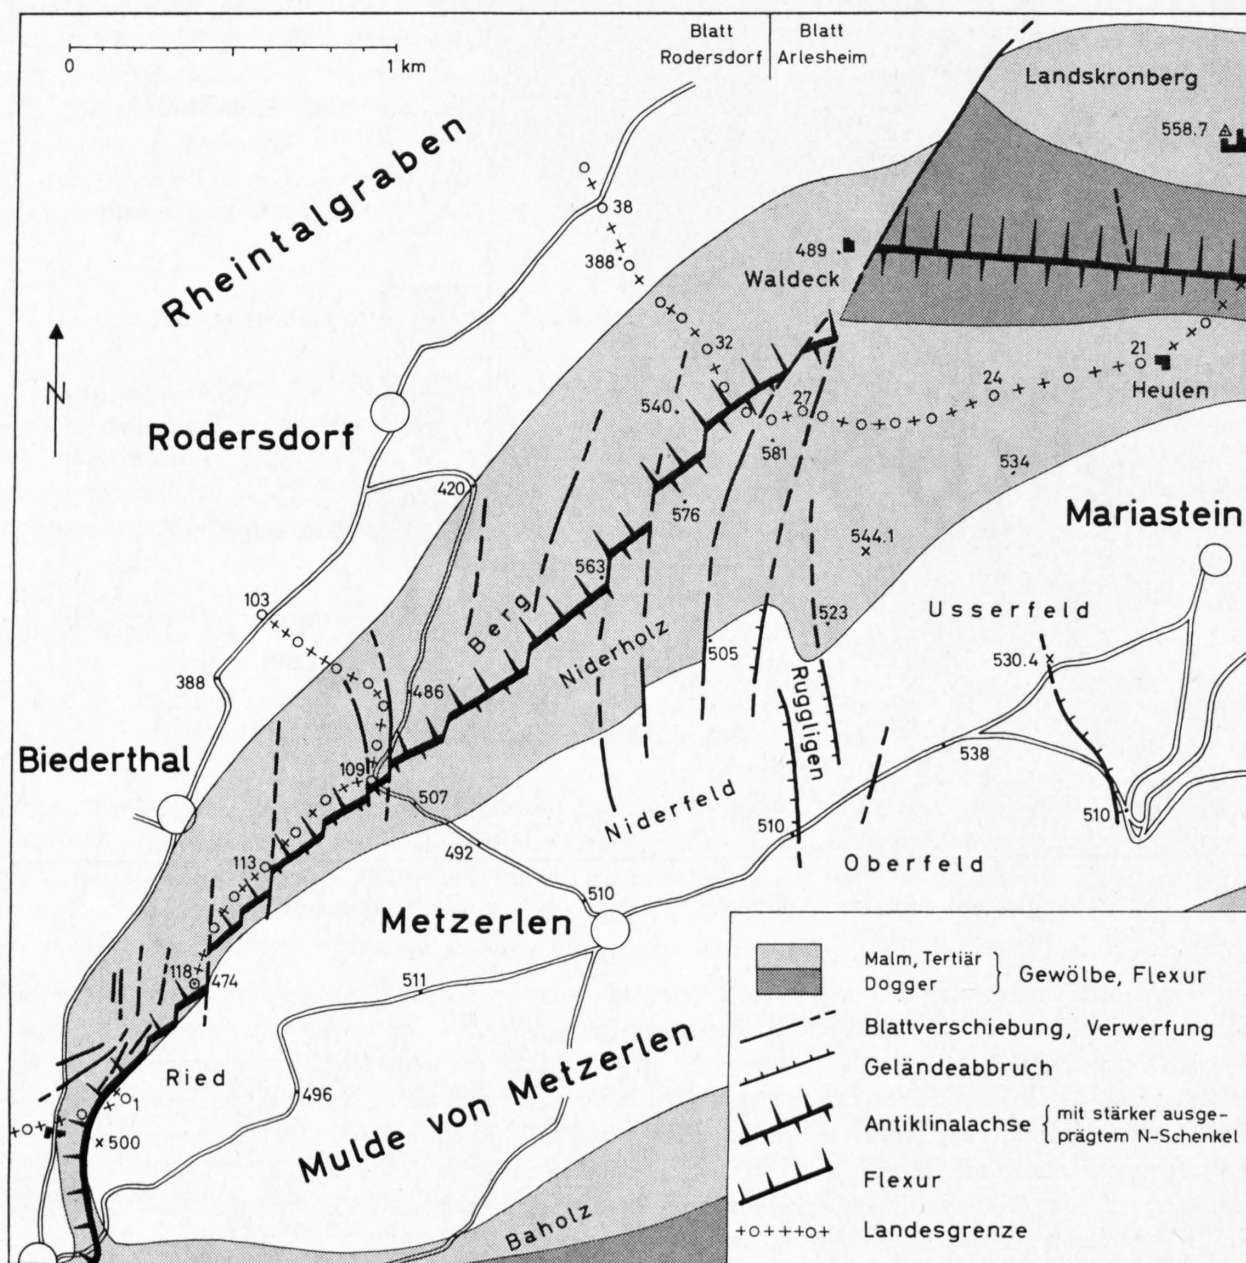 Blatt
Rodersdorf
Blatt
Arlesheim
0
1 km
Landskronberg
558.7
Rheintalgraben
38
388
489
Waldeck
N
32
21
Heulen
24
27
540
581
534
Rodersdorf
420
576
544.1
Mariastein
563
103
Berg
Niderholz
523
Usserfeld
505
530.4
388
486
Ruggligen
Biederthal
109
507
Niderfeld
538
510
510
492
Oberfeld
113
510
Metzerlen
118
474
511
Ried
496
1
500
Mulde von Metzerlen
Baholz
Malm, Tertiär
Dogger
Gewölbe, Flexur
Blattverschiebung, Verwerfung
Geländeabbruch
Antiklinalachse
mit stärker ausge-
prägtem N-Schenkel
Flexur
+o+++o+ Landesgrenze